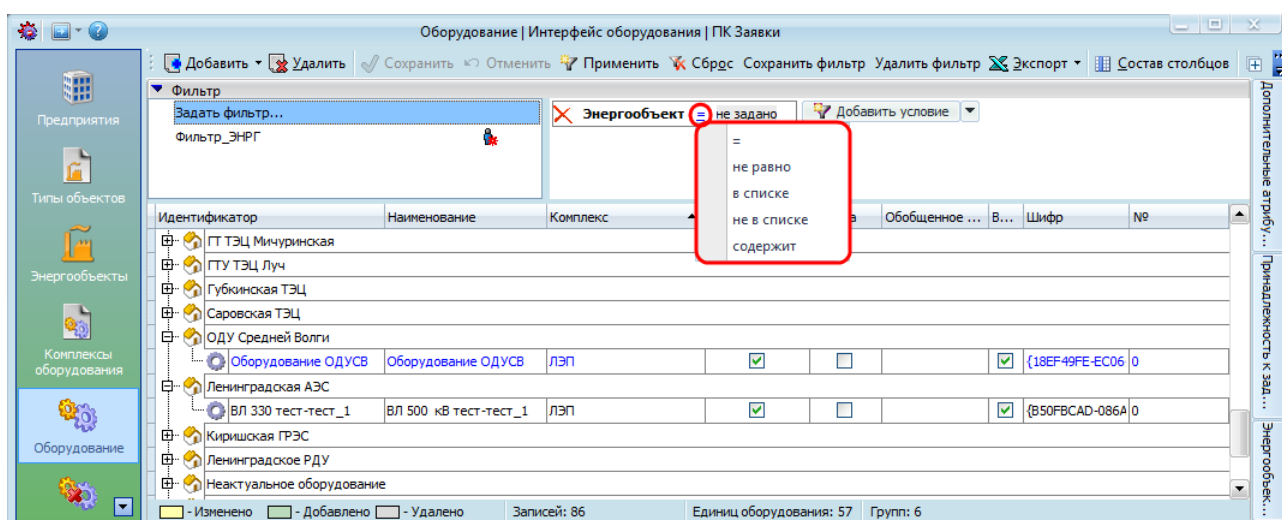 Оборудование | Интерфейс оборудования | ПК Заявки
Добавить Удалить Сохранить Отменить Применить Сброс Сохранить фильтр Удалить фильтр Экспорт Состав столбцов
Фильтр
Задать фильтр...
Фильтр_ЭНРГ
Энергообъект = не задано Добавить условие
=
не равно
в списке
не в списке
содержит
Предприятия
Типы объектов
Энергообъекты
Комплексы
оборудования
Оборудование
Идентификатор Наименование Комплекс Обобщенное ... В... Шифр №
ГТ ТЭЦ Мичуринская
ГТУ ТЭЦ Луч
Губкинская ТЭЦ
Саровская ТЭЦ
ОДУ Средней Волги
Оборудование ОДУСВ Оборудование ОДУСВ ЛЭП {18EF49FE-EC06 0
Ленинградская АЭС
ВЛ 330 тест-тест_1 ВЛ 500 кВ тест-тест_1 ЛЭП {B50FBCAD-086A 0
Киришская ГРЭС
Ленинградское РДУ
Неактуальное оборудование
- Изменено - Добавлено - Удалено Записей: 86 Единиц оборудования: 57 Групп: 6
Дополнительные атрибу...
Принадлежность к зад...
Энергообъек...